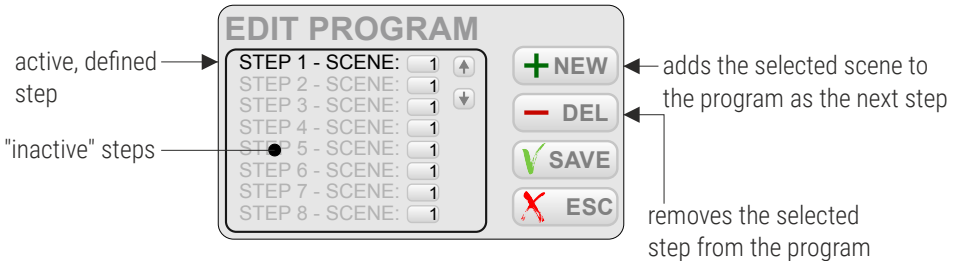 EDIT PROGRAM
active, defined
step
"inactive" steps
STEP 1 - SCENE: 1
STEP 2 - SCENE: 1
STEP 3 - SCENE: 1
STEP 4 - SCENE: 1
STEP 5 - SCENE: 1
STEP 6 - SCENE: 1
STEP 7 - SCENE: 1
STEP 8 - SCENE: 1
NEW
DEL
SAVE
ESC
adds the selected scene to
the program as the next step
removes the selected
step from the program